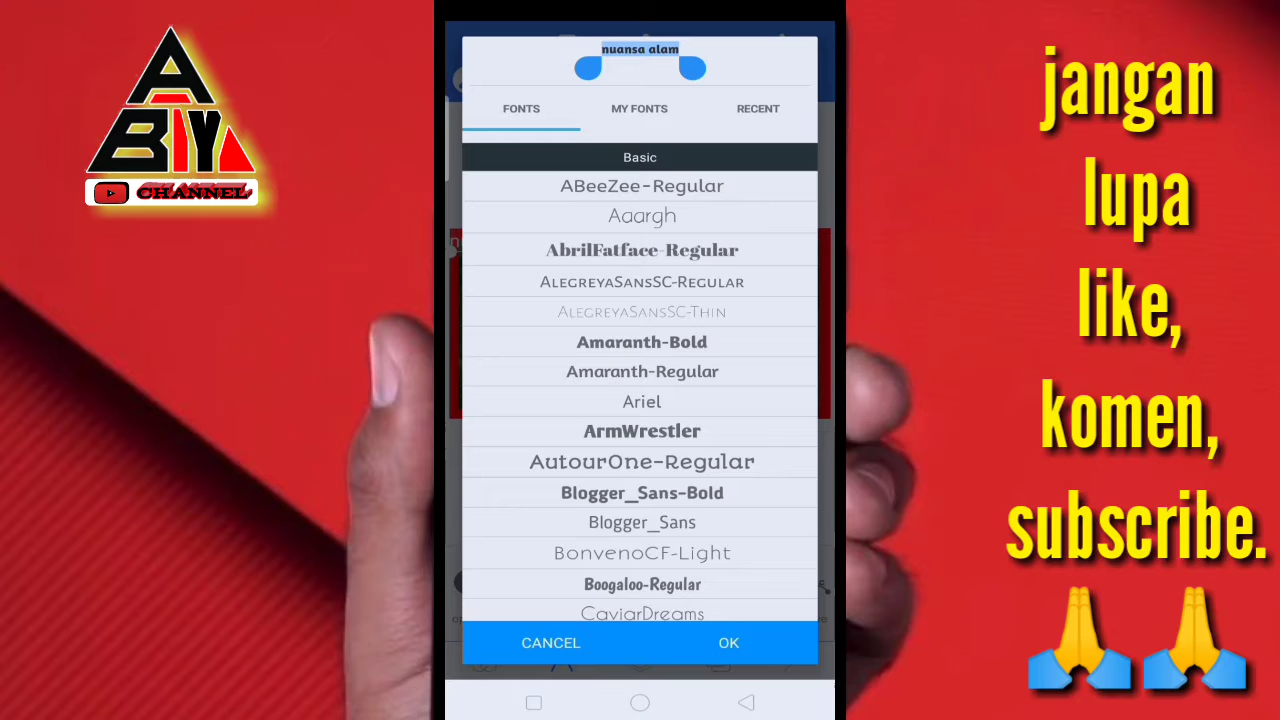 A
BIY
CHANNEL
nuansa alam
FONTS
MY FONTS
RECENT
Basic
ABeeZee-Regular
Aaargh
AbrilFatface-Regular
AlegreyaSansSC-Regular
AlegreyaSansSC-Thin
Amaranth-Bold
Amaranth-Regular
Ariel
ArmWrestler
AutourOne-Regular
Blogger_Sans-Bold
Blogger_Sans
BonvenoCF-Light
Boogaloo-Regular
CaviarDreams
CANCEL
OK
jangan
lupa
like,
komen,
subscribe.
🙏🙏